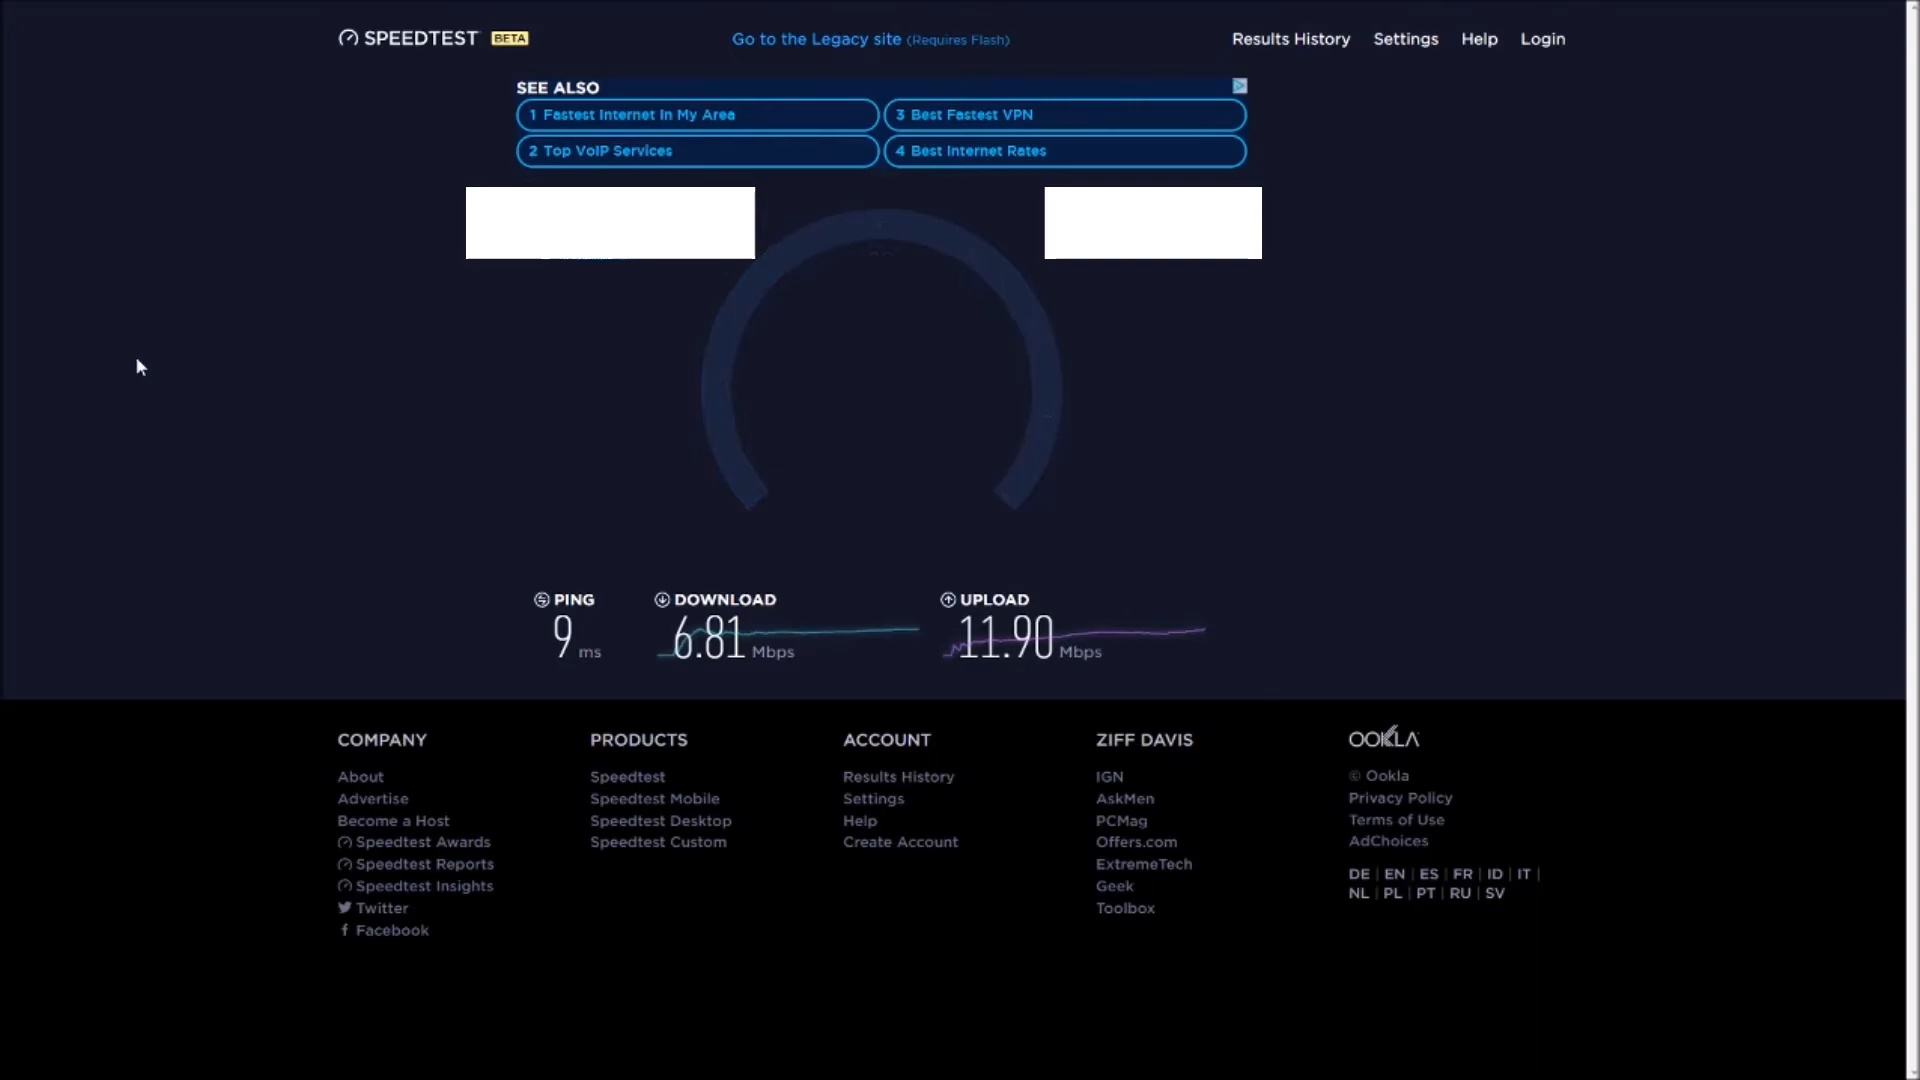 SPEEDTEST BETA
Go to the Legacy site (Requires Flash)
Results History Settings Help Login
SEE ALSO
1 Fastest Internet In My Area
3 Best Fastest VPN
2 Top VoIP Services
4 Best Internet Rates
PING
9 ms
DOWNLOAD
6.81 Mbps
UPLOAD
11.90 Mbps
COMPANY
About
Advertise
Become a Host
Speedtest Awards
Speedtest Reports
Speedtest Insights
Twitter
Facebook
PRODUCTS
Speedtest
Speedtest Mobile
Speedtest Desktop
Speedtest Custom
ACCOUNT
Results History
Settings
Help
Create Account
ZIFF DAVIS
IGN
AskMen
PCMag
Offers.com
ExtremeTech
Geek
Toolbox
OOKLA
© Ookla
Privacy Policy
Terms of Use
AdChoices
DE | EN | ES | FR | ID | IT |
NL | PL | PT | RU | SV